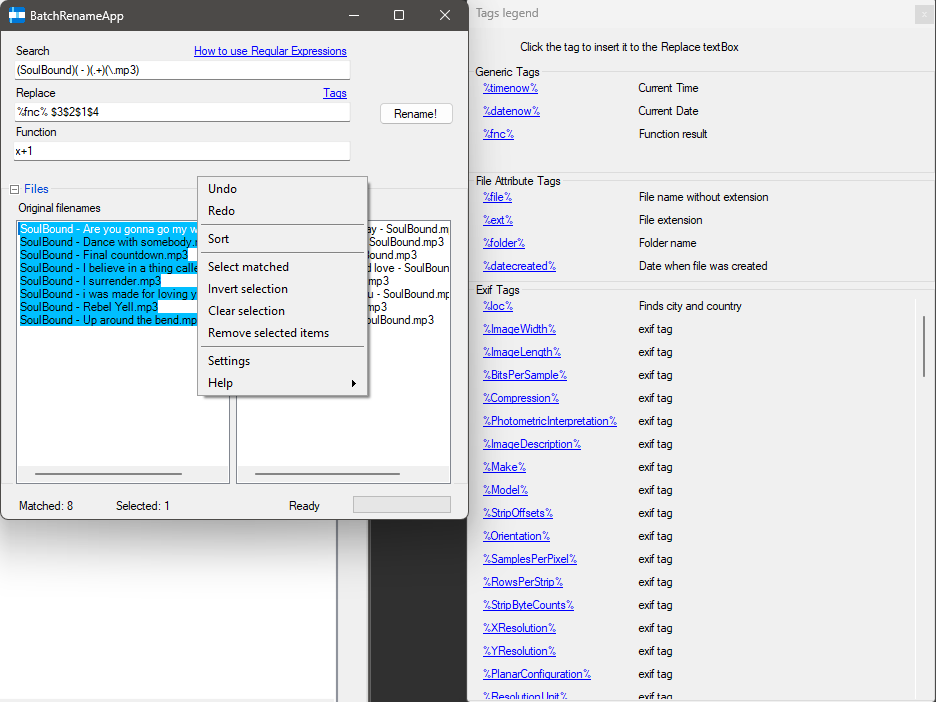 BatchRenameApp
Search
How to use Regular Expressions
(SoulBound)( - )(.+)(\.mp3)
Replace
Tags
%fnc% $3$2$1$4
Rename!
Function
x+1
Files
Original filenames
SoulBound - Are you gonna go my w
SoulBound - Dance with somebody.r
SoulBound - Final countdown.mp3
SoulBound - I believe in a thing calle
SoulBound - I surrender.mp3
SoulBound - i was made for loving y
SoulBound - Rebel Yell.mp3
SoulBound - Up around the bend.mp
ay - SoulBound.m
SoulBound.mp3
und.mp3
d love - SoulBoun
mp3
u - SoulBound.mp
mp3
oulBound.mp3
Undo
Redo
Sort
Select matched
Invert selection
Clear selection
Remove selected items
Settings
Help
Matched: 8
Selected: 1
Ready
Tags legend
Click the tag to insert it to the Replace textBox
Generic Tags
%timenow% Current Time
%datenow% Current Date
%fnc% Function result
File Attribute Tags
%file% File name without extension
%ext% File extension
%folder% Folder name
%datecreated% Date when file was created
Exif Tags
%loc% Finds city and country
%ImageWidth% exif tag
%ImageLength% exif tag
%BitsPerSample% exif tag
%Compression% exif tag
%PhotometricInterpretation% exif tag
%ImageDescription% exif tag
%Make% exif tag
%Model% exif tag
%StripOffsets% exif tag
%Orientation% exif tag
%SamplesPerPixel% exif tag
%RowsPerStrip% exif tag
%StripByteCounts% exif tag
%XResolution% exif tag
%YResolution% exif tag
%PlanarConfiguration% exif tag
%ResolutionUnit% exif tag